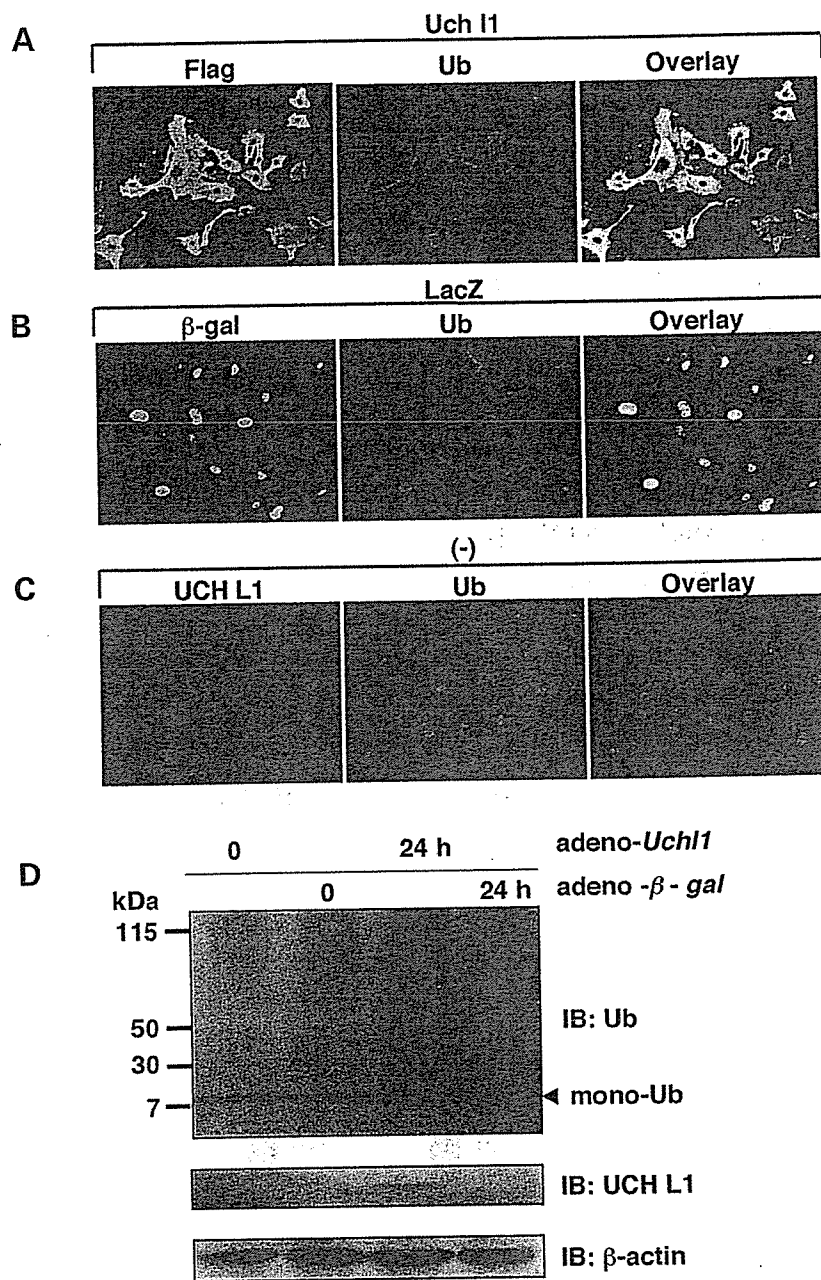 A
Uch l1
Flag Ub Overlay
B
LacZ
β-gal Ub Overlay
C
(-)
UCH L1 Ub Overlay
D
0 24 h adeno-Uchl1
0 24 h adeno -β - gal
kDa
115
50
30
7
IB: Ub
mono-Ub
IB: UCH L1
IB: β-actin